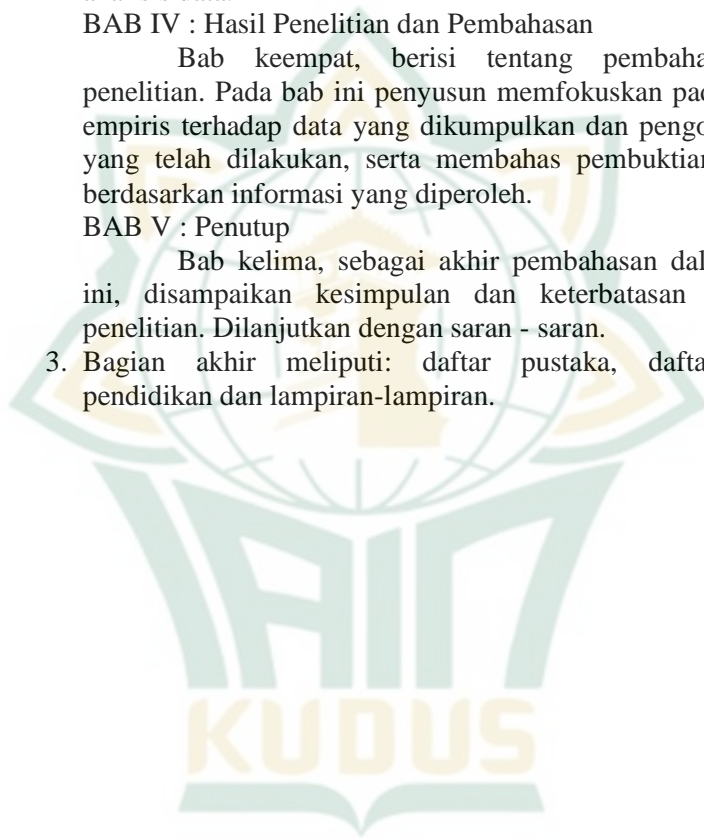 BAB IV : Hasil Penelitian dan Pembahasan
Bab keempat, berisi tentang
penelitian. Pada bab ini penyusun memfokuskan
empiris terhadap data yang dikumpulkan dan
yang telah dilakukan, serta membahas pembuktian
berdasarkan informasi yang diperoleh.
BAB V : Penutup
Bab kelima, sebagai akhir pembahasan
ini, disampaikan kesimpulan dan keterbatasan
penelitian. Dilanjutkan dengan saran - saran.
3. Bagian akhir meliputi: daftar pustaka,
pendidikan dan lampiran-lampiran.
IAIN
KUDUS